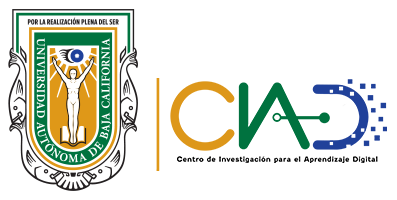 POR LA REALIZACIÓN PLENA DEL SER
UNIVERSIDAD AUTÓNOMA DE BAJA CALIFORNIA
CIAD
Centro de Investigación para el Aprendizaje Digital